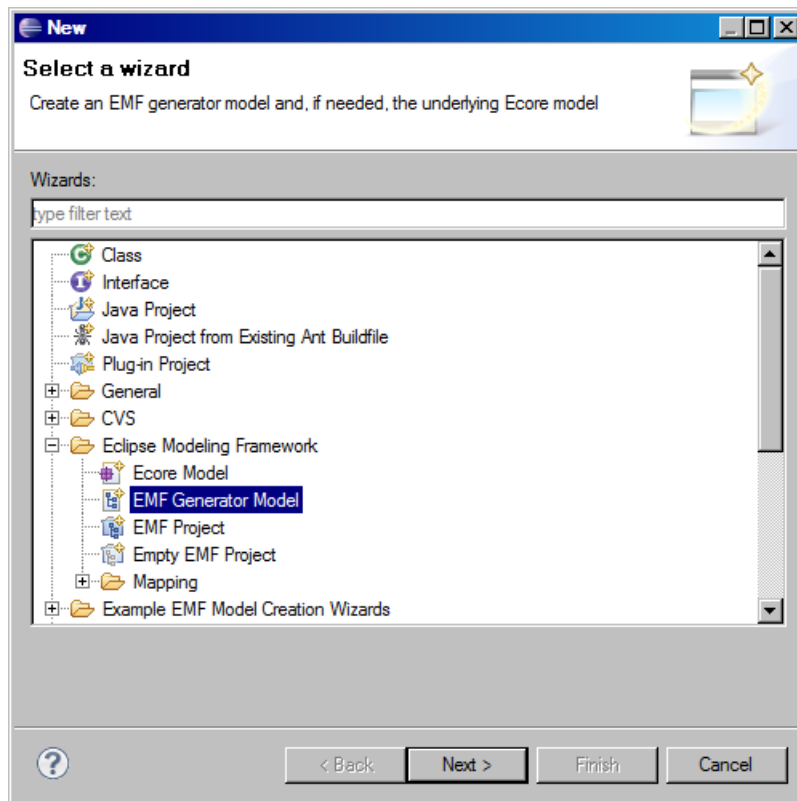 New
Select a wizard
Create an EMF generator model and, if needed, the underlying Ecore model
Wizards:
type filter text
Class
Interface
Java Project
Java Project from Existing Ant Buildfile
Plug-in Project
General
CVS
Eclipse Modeling Framework
Ecore Model
EMF Generator Model
EMF Project
Empty EMF Project
Mapping
Example EMF Model Creation Wizards
< Back Next > Finish Cancel